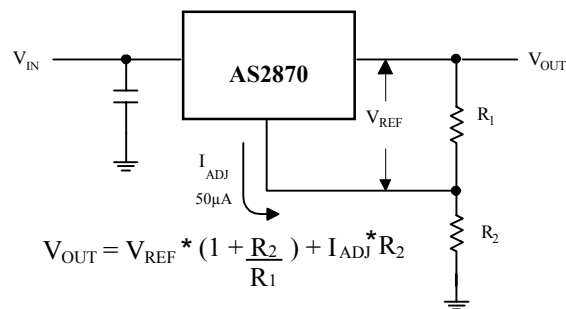 V_IN
AS2870
V_OUT
V_REF
R_1
I_ADJ
50µA
R_2
V_OUT = V_REF * (1 + R_2/R_1) + I_ADJ * R_2